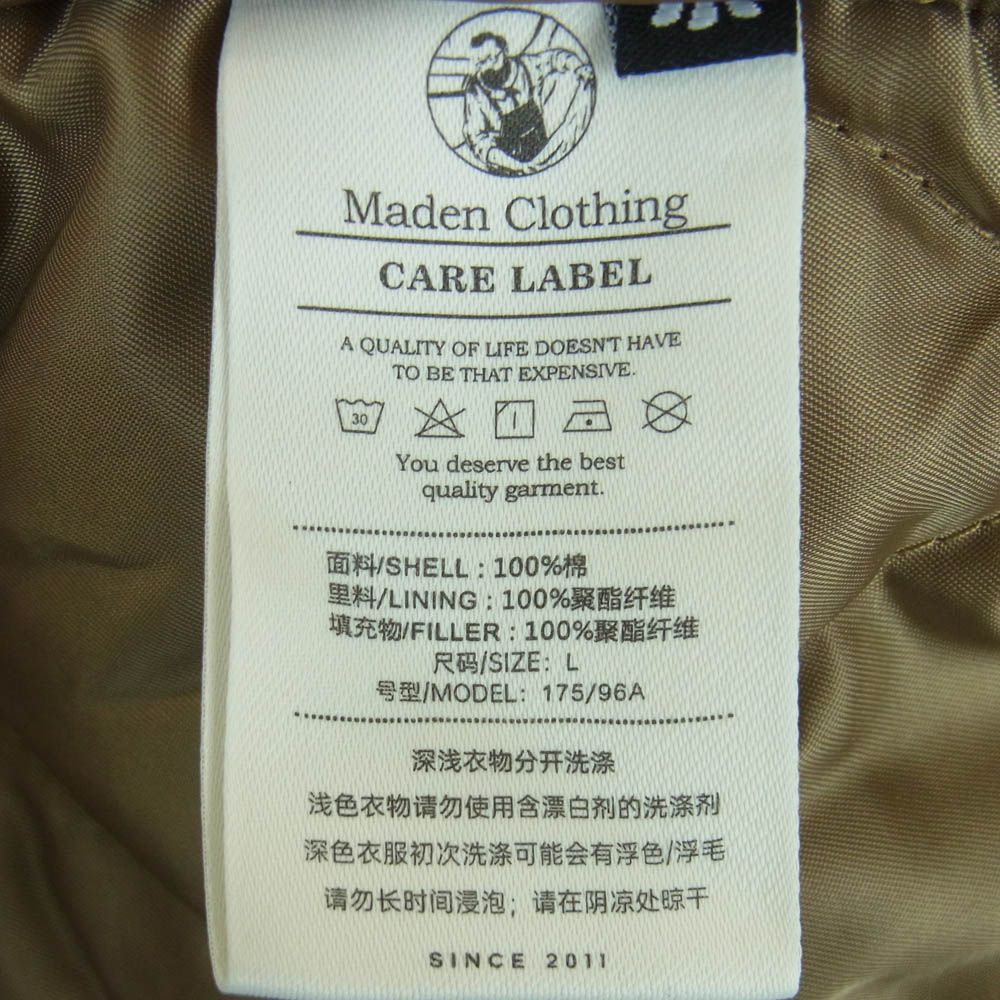 Maden Clothing
CARE LABEL
A QUALITY OF LIFE DOESN'T HAVE
TO BE THAT EXPENSIVE.
30
You deserve the best
quality garment.
面料/SHELL : 100%棉
里料/LINING : 100%聚酯纤维
填充物/FILLER : 100%聚酯纤维
尺码/SIZE: L
号型/MODEL: 175/96A
深浅衣物分开洗涤
浅色衣物请勿使用含漂白剂的洗涤剂
深色衣服初次洗涤可能会有浮色/浮毛
请勿长时间浸泡；请在阴凉处晾干
SINCE 2011